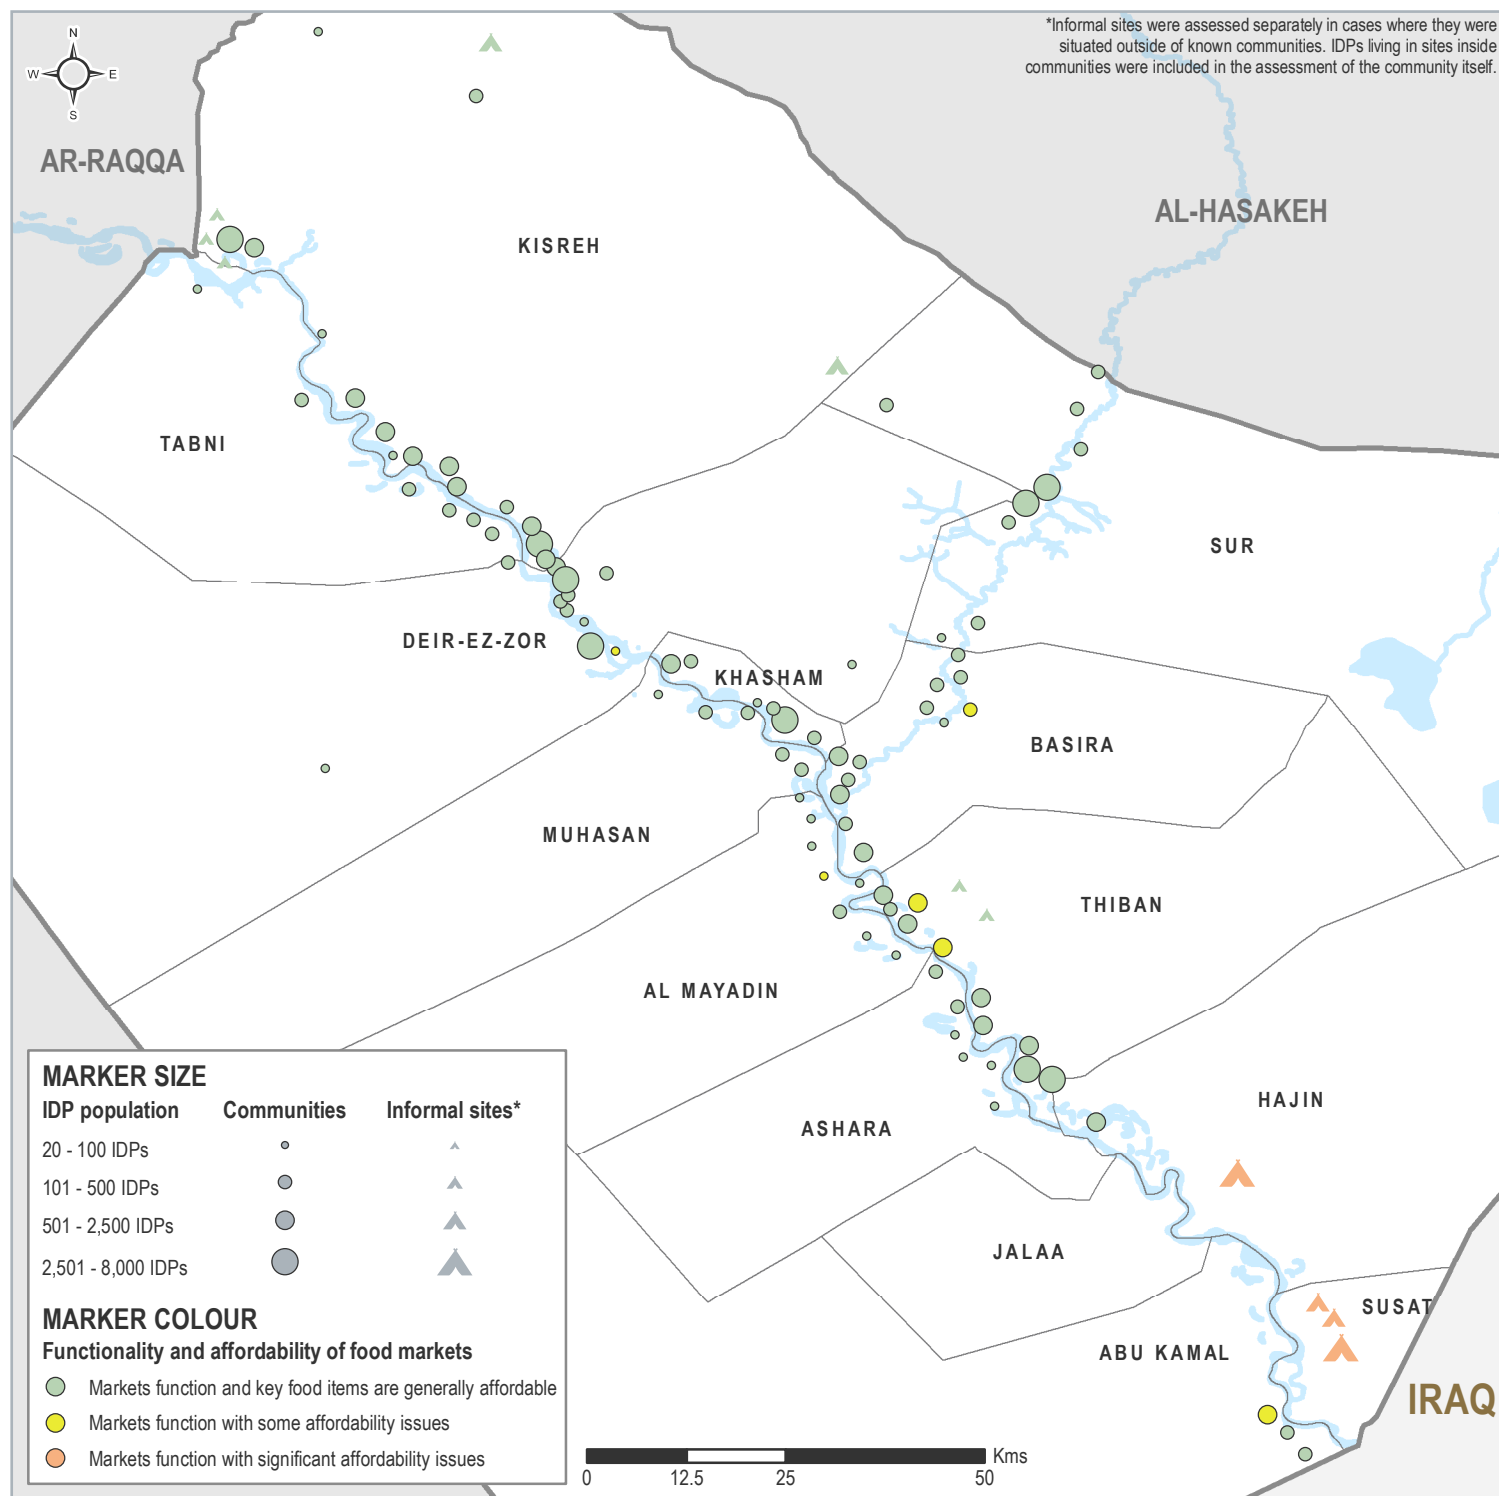 *Informal sites were assessed separately in cases where they were
situated outside of known communities. IDPs living in sites inside
communities were included in the assessment of the community itself.
N
W
E
S
AR-RAQQA
AL-HASAKEH
KISREH
TABNI
SUR
DEIR-EZ-ZOR
KHASHAM
BASIRA
MUHASAN
THIBAN
AL MAYADIN
HAJIN
ASHARA
JALAA
SUSAT
ABU KAMAL
IRAQ
MARKER SIZE
IDP population
Communities
Informal sites*
20 - 100 IDPs
101 - 500 IDPs
501 - 2,500 IDPs
2,501 - 8,000 IDPs
MARKER COLOUR
Functionality and affordability of food markets
Markets function and key food items are generally affordable
Markets function with some affordability issues
Markets function with significant affordability issues
Kms
0
12.5
25
50